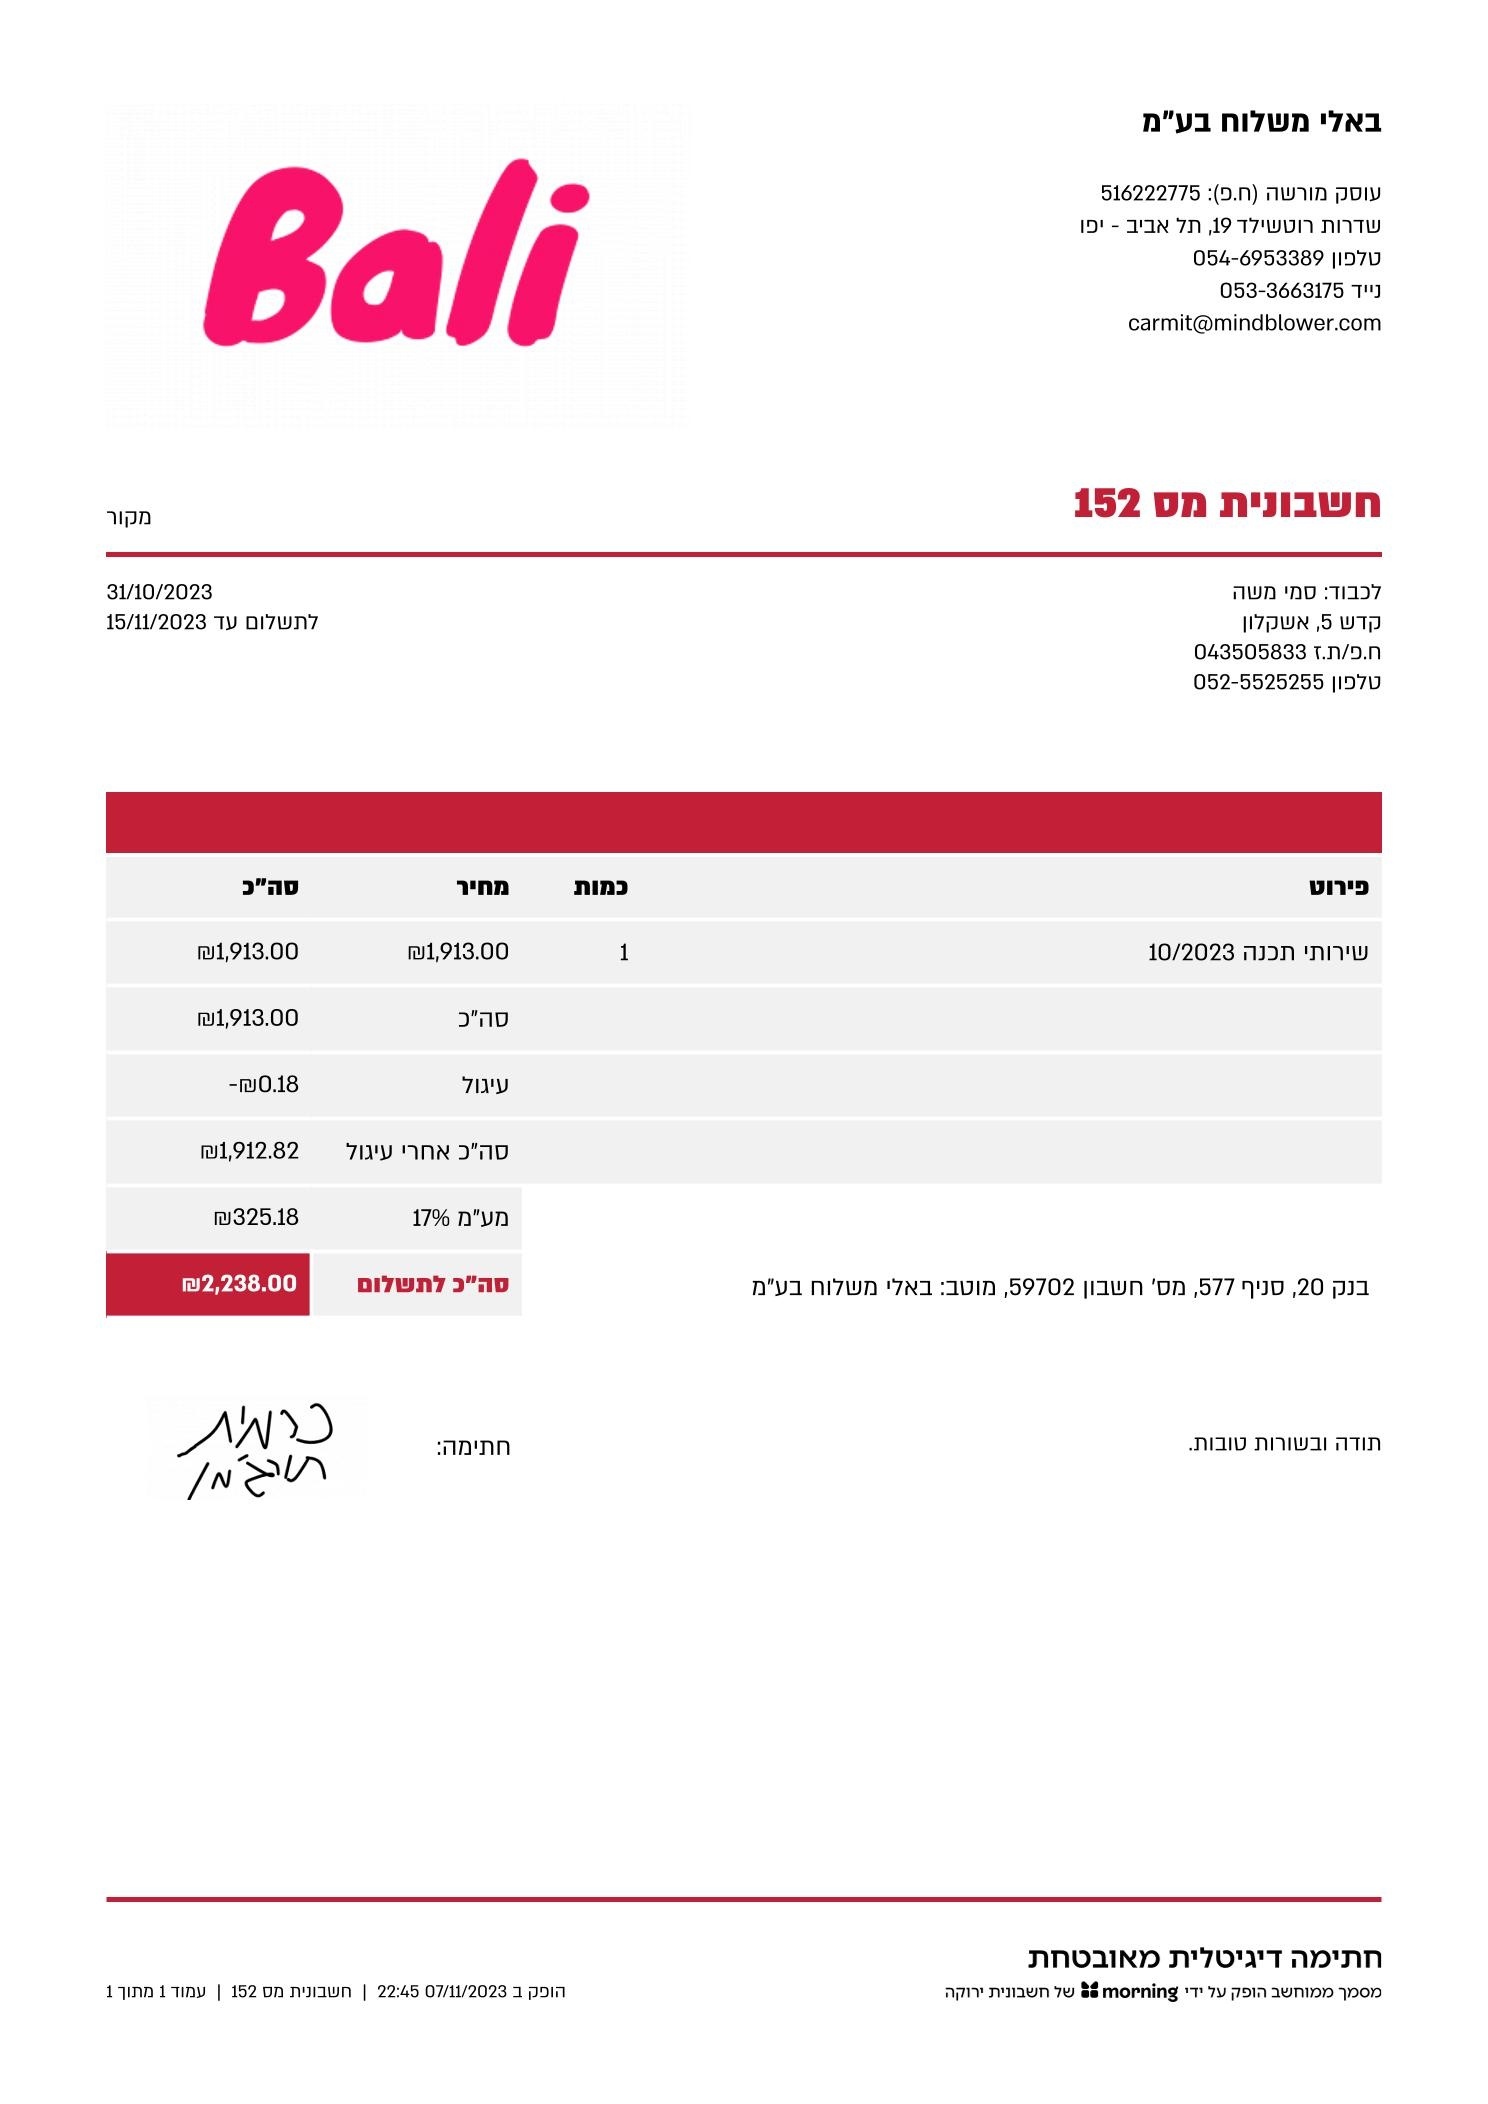 Bali
באלי משלוח בע"מ
עוסק מורשה (ח.פ): 516222775
שדרות רוטשילד 19, תל אביב - יפו
טלפון 054-6953389
נייד 053-3663175
carmit@mindblower.com
חשבונית מס 152
מקור
לכבוד: סמי משה
קדש 5, אשקלון
ח.פ/ת.ז 043505833
טלפון 052-5525255
31/10/2023
לתשלום עד 15/11/2023
פירוט כמות מחיר סה"כ
שירותי תכנה 10/2023 1 ₪1,913.00 ₪1,913.00
סה"כ ₪1,913.00
עיגול -₪0.18
סה"כ אחרי עיגול ₪1,912.82
מע"מ 17% ₪325.18
סה"כ לתשלום ₪2,238.00
בנק 20, סניף 577, מס' חשבון 59702, מוטב: באלי משלוח בע"מ
תודה ובשורות טובות.
חתימה:
כרמית
תורג'מן
חתימה דיגיטלית מאובטחת
מסמך ממוחשב הופק על ידי morning של חשבונית ירוקה
הופק ב 07/11/2023 22:45 | חשבונית מס 152 | עמוד 1 מתוך 1